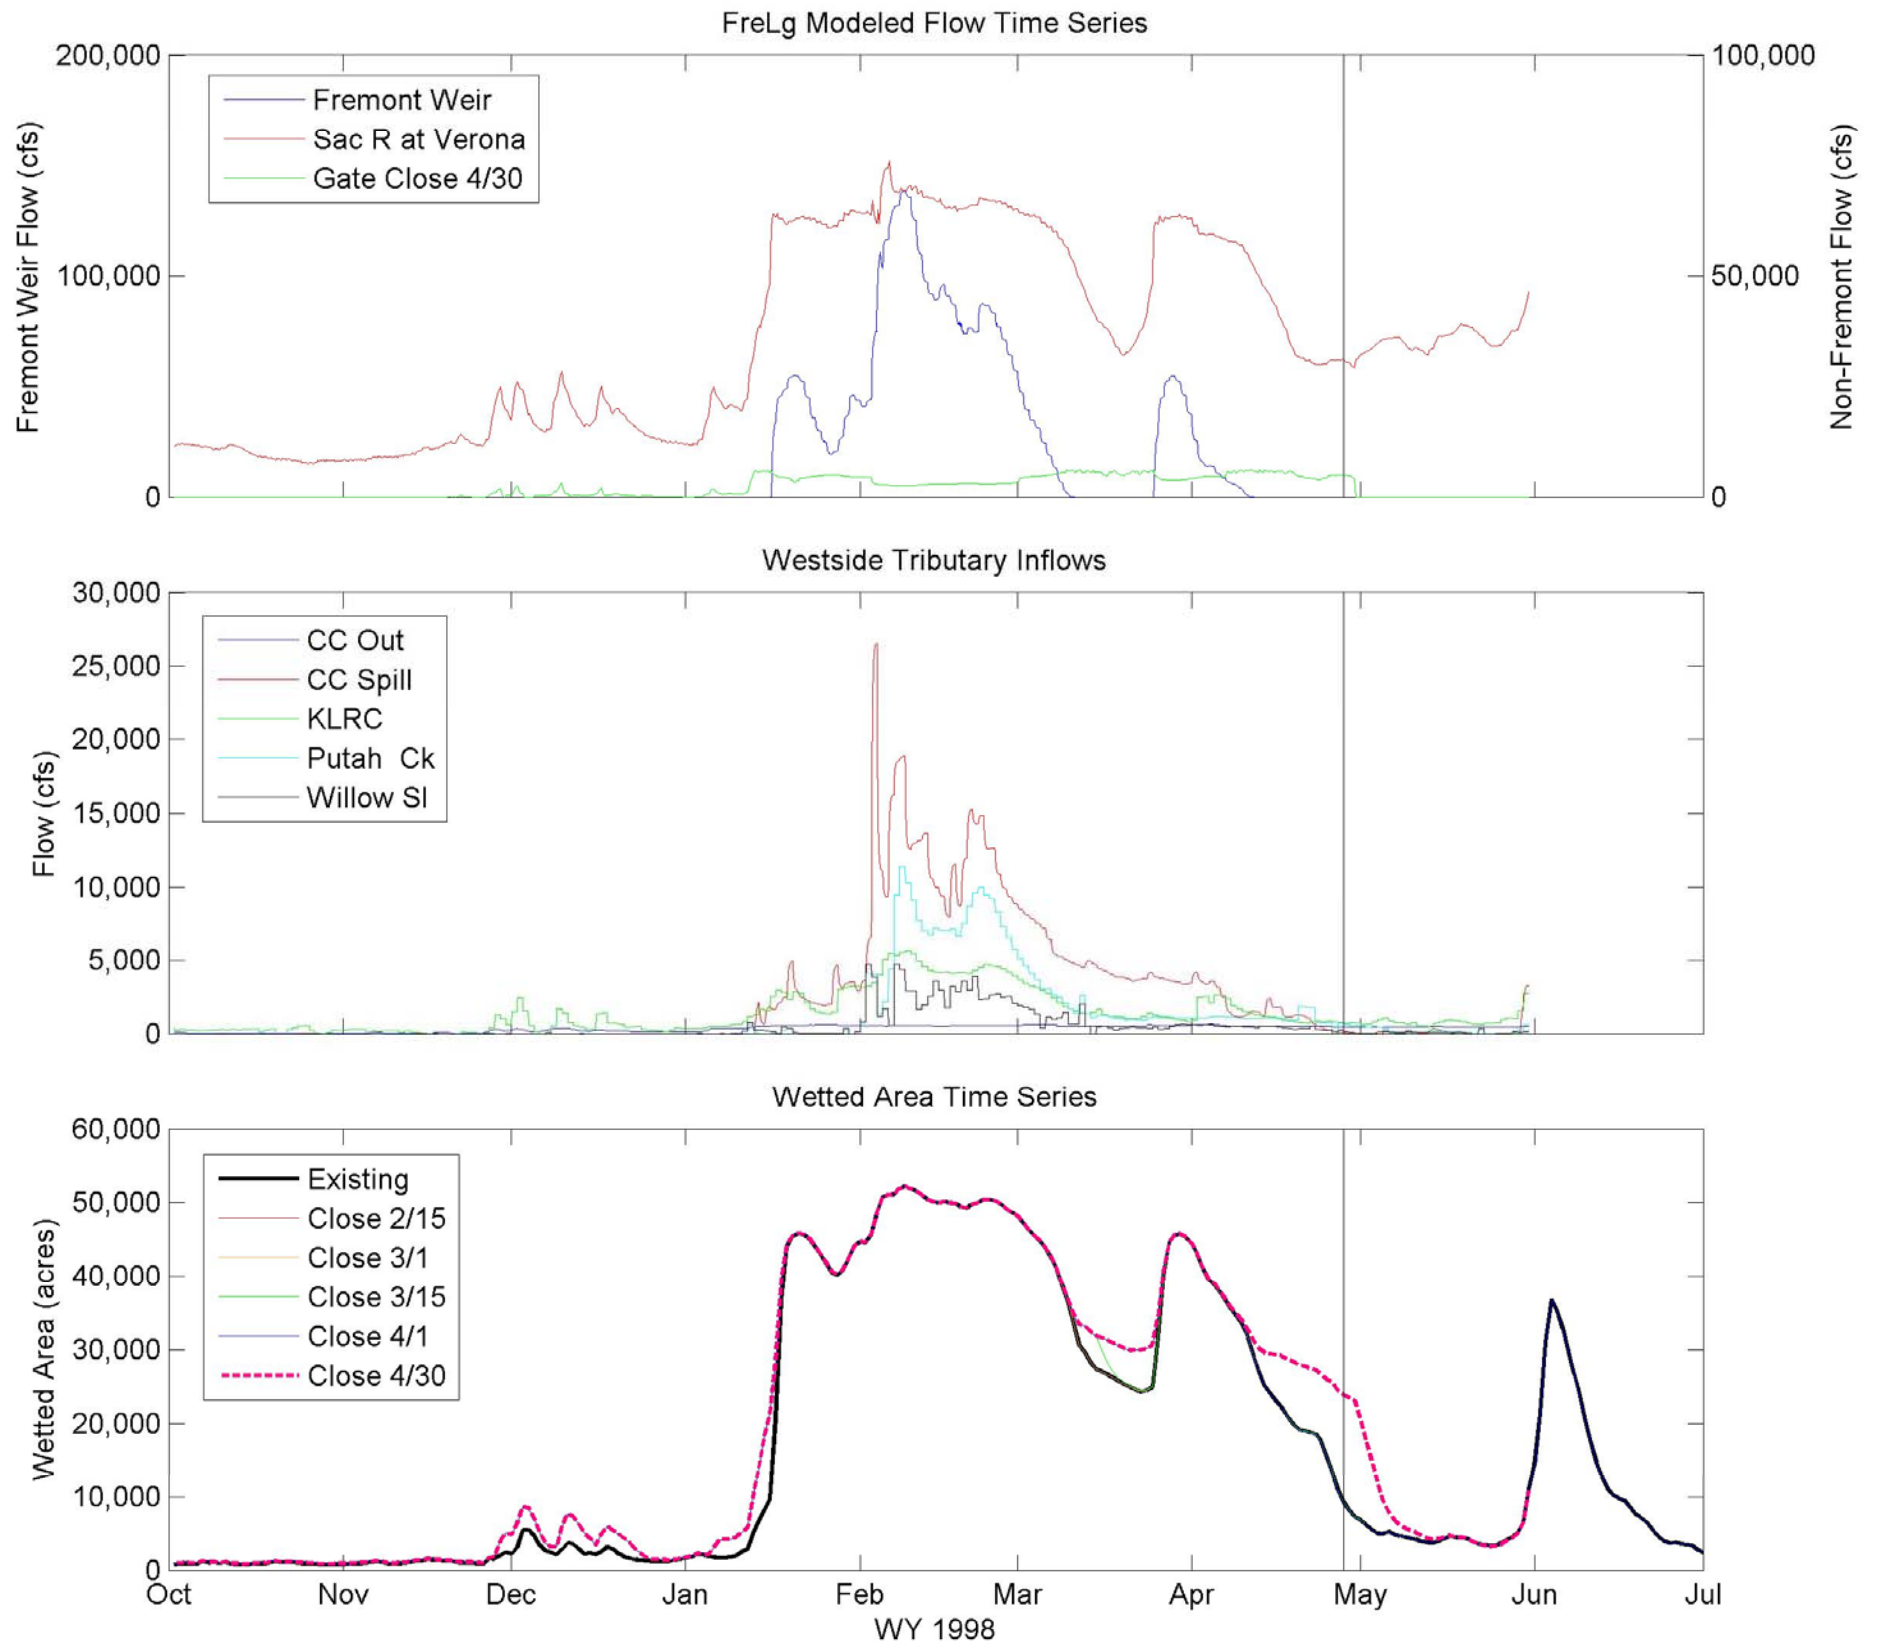 FreLg Modeled Flow Time Series
200,000
100,000
0
Fremont Weir Flow (cfs)
Fremont Weir
Sac R at Verona
Gate Close 4/30
100,000
50,000
0
Non-Fremont Flow (cfs)
Westside Tributary Inflows
30,000
25,000
20,000
15,000
10,000
5,000
0
Flow (cfs)
CC Out
CC Spill
KLRC
Putah  Ck
Willow Sl
Wetted Area Time Series
60,000
50,000
40,000
30,000
20,000
10,000
0
Wetted Area (acres)
Existing
Close 2/15
Close 3/1
Close 3/15
Close 4/1
Close 4/30
Oct Nov Dec Jan Feb Mar Apr May Jun Jul
WY 1998